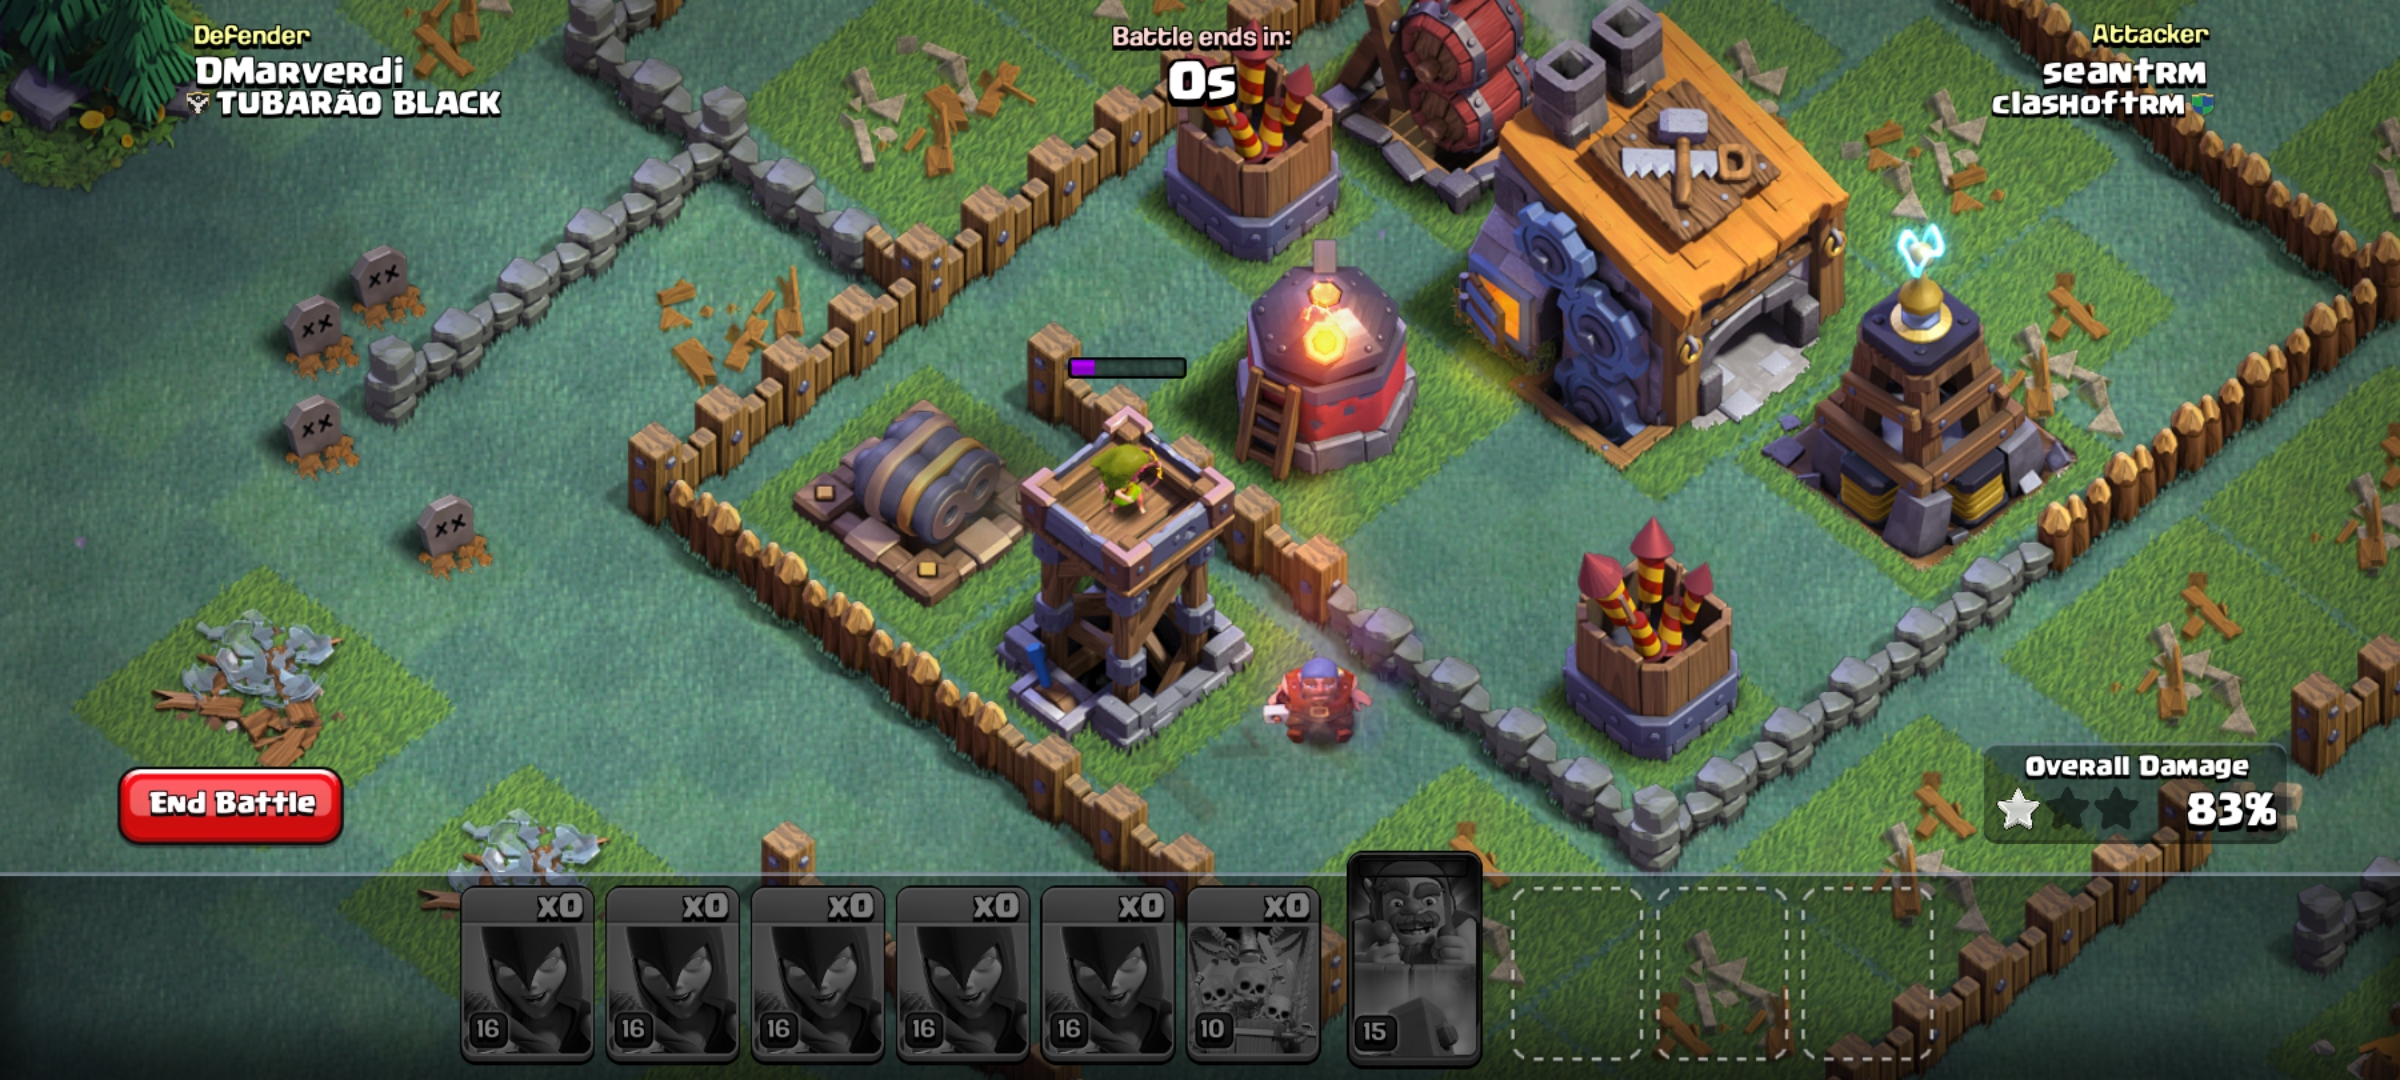 Defender
DMarverdi
TUBARÃO BLACK
Battle ends in:
0s
Attacker
seantRM
clashoftRM
End Battle
Overall Damage
83%
x0 x0 x0 x0 x0 x0
16 16 16 16 16 10 15